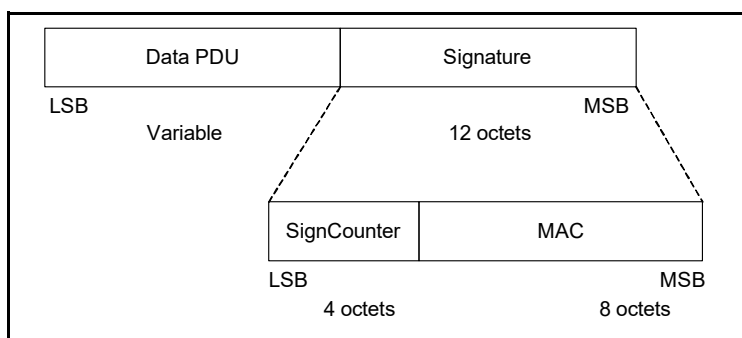 Data PDU Signature
LSB MSB
Variable 12 octets
SignCounter MAC
LSB MSB
4 octets 8 octets